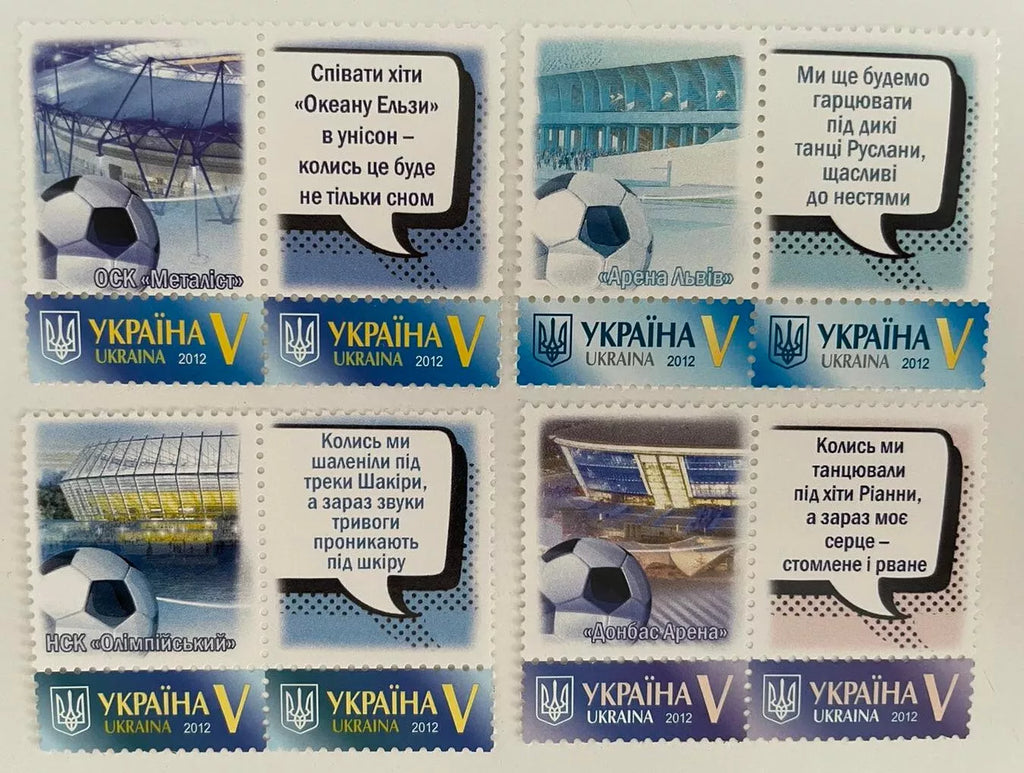 Співати хіти
«Океану Ельзи»
в унісон –
колись це буде
не тільки сном
ОСК «Металіст»
УКРАЇНА V
UKRAINA 2012
УКРАЇНА V
UKRAINA 2012
Ми ще будемо
гарцювати
під дикі
танці Руслани,
щасливі
до нестями
«Арена Львів»
УКРАЇНА V
UKRAINA 2012
УКРАЇНА V
UKRAINA 2012
Колись ми
шаленіли під
треки Шакіри,
а зараз звуки
тривоги
проникають
під шкіру
НСК «Олімпійський»
УКРАЇНА V
UKRAINA 2012
УКРАЇНА V
UKRAINA 2012
Колись ми
танцювали
під хіти Ріанни,
а зараз моє
серце –
стомлене і рване
«Донбас Арена»
УКРАЇНА V
UKRAINA 2012
УКРАЇНА V
UKRAINA 2012